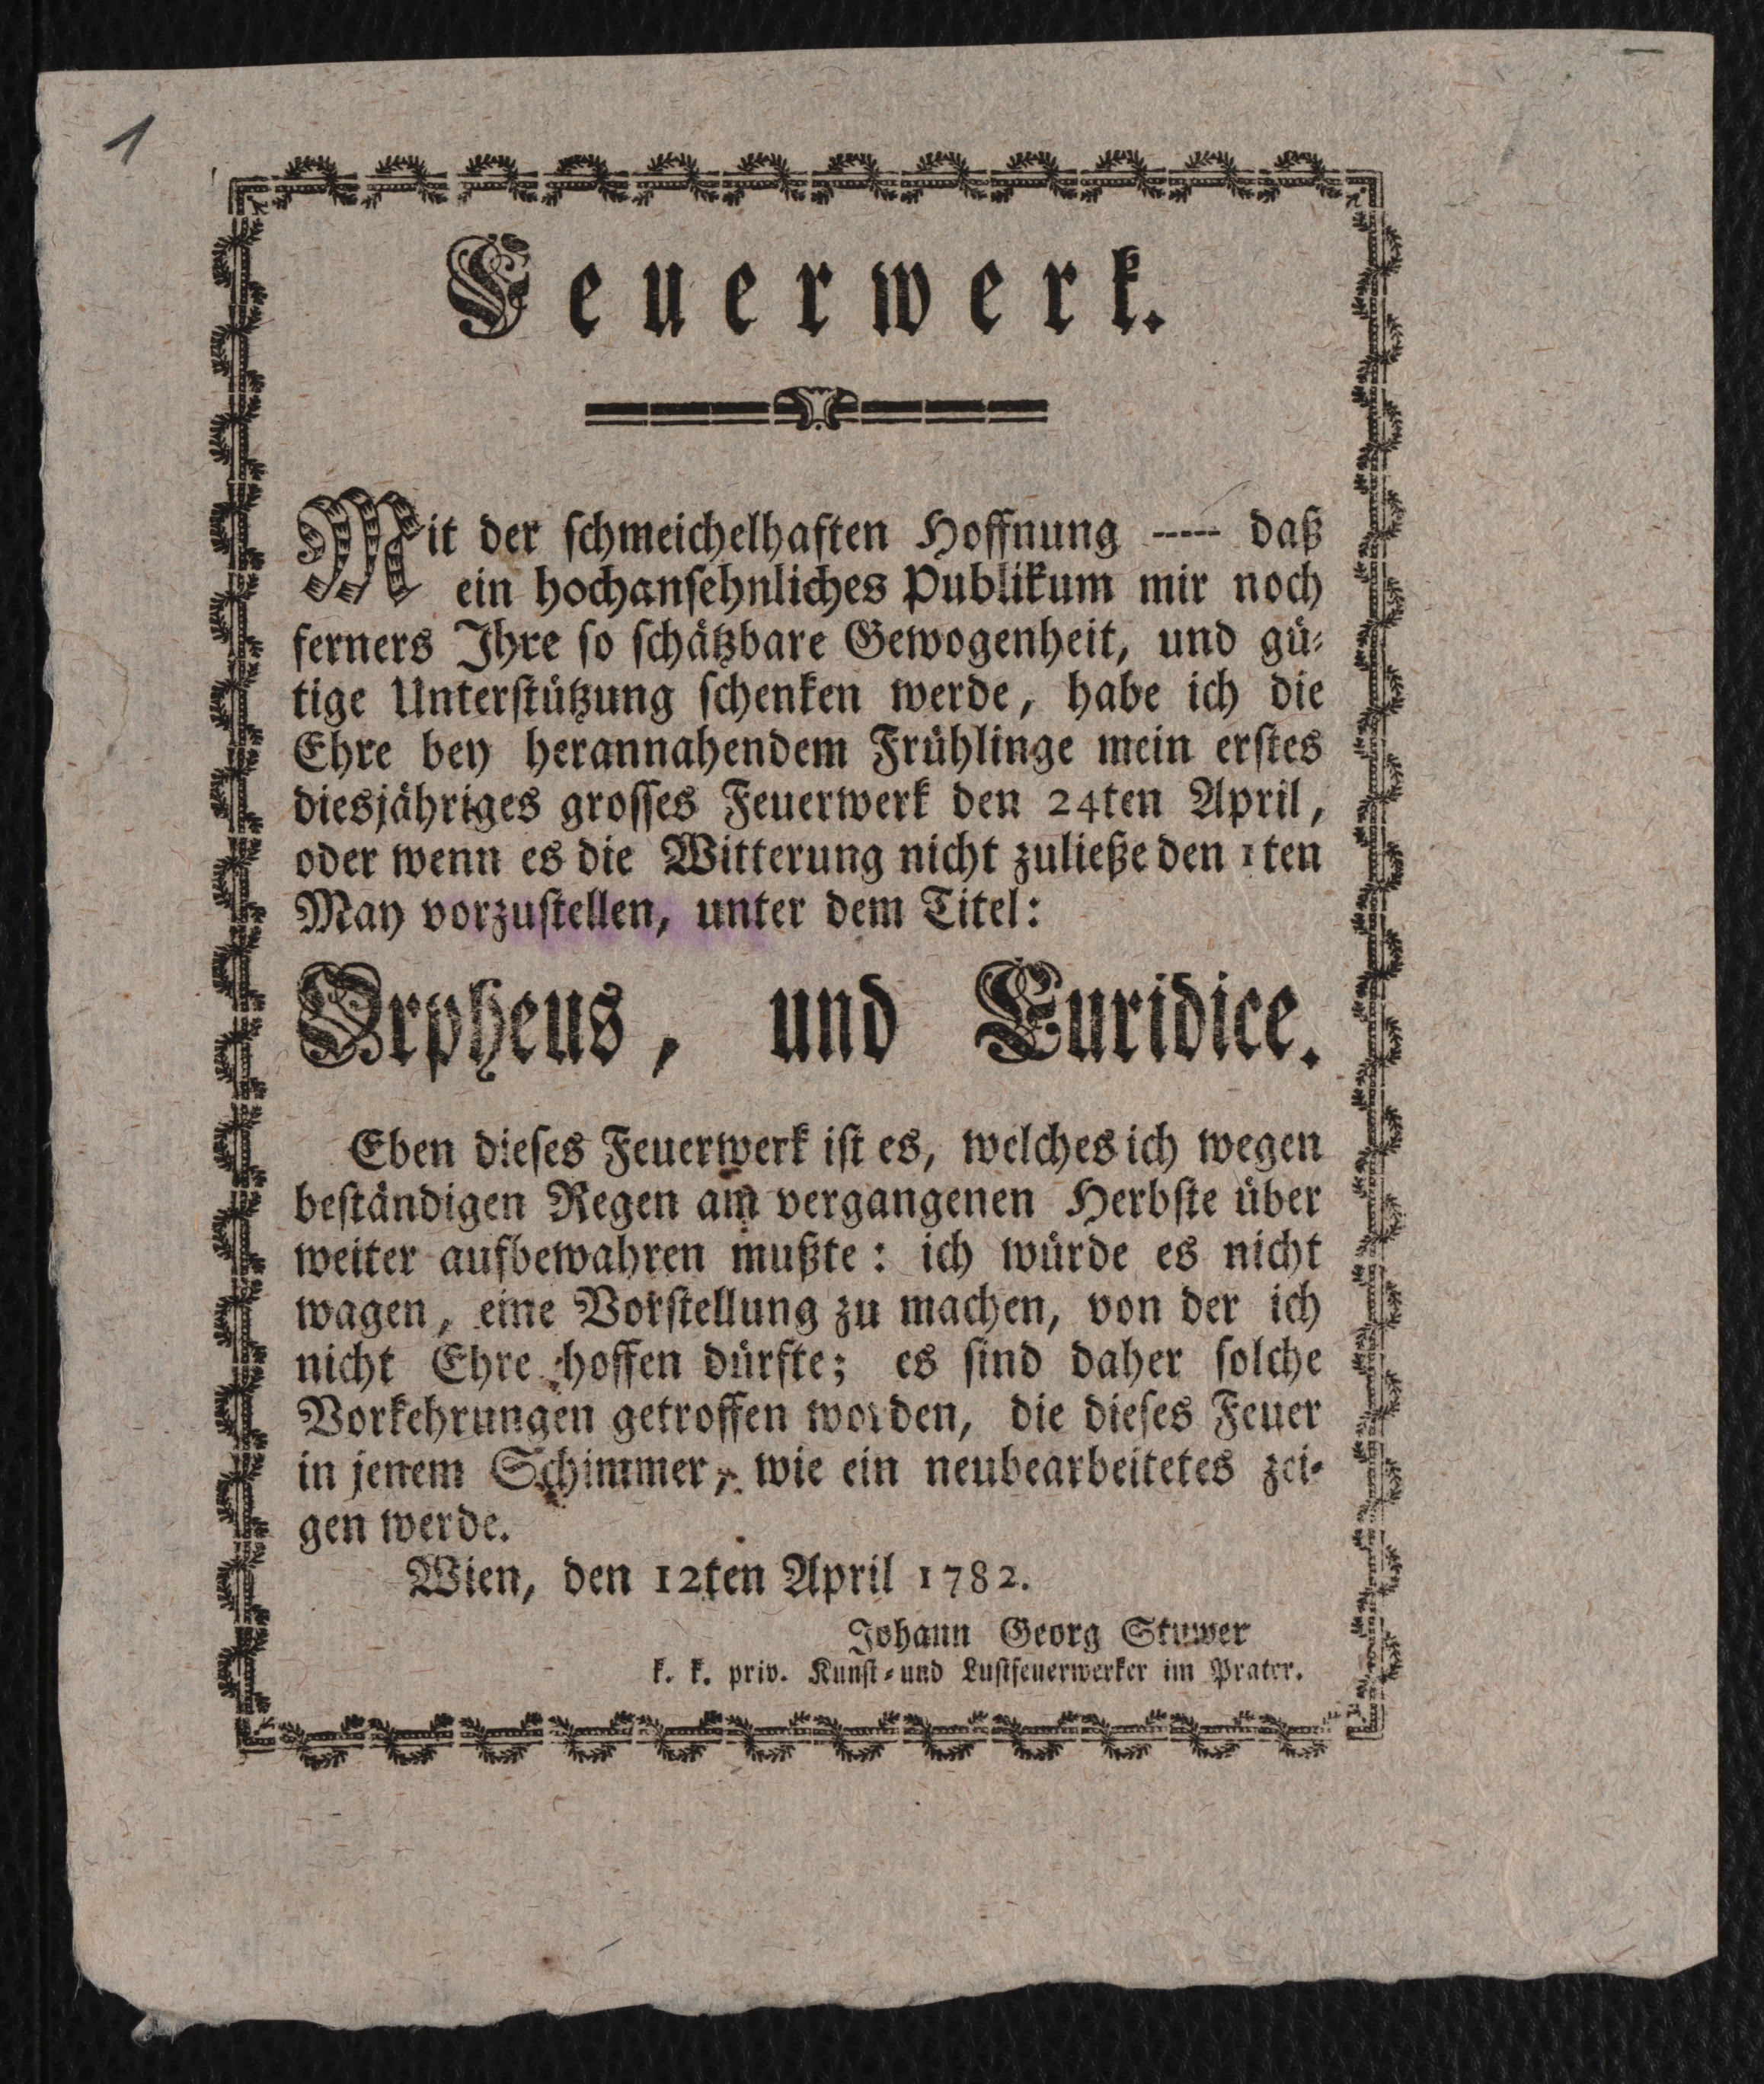 1
Feuerwerk.
Mit der schmeichelhaften Hoffnung ----- daß
ein hochansehnliches Publikum mir noch
ferners Ihre so schätzbare Gewogenheit, und gü-
tige Unterstützung schenken werde, habe ich die
Ehre bey herannahendem Frühlinge mein erstes
diesjähriges grosses Feuerwerk den 24ten April,
oder wenn es die Witterung nicht zuließe den 1ten
May vorzustellen, unter dem Titel:
Orpheus, und Euridice.
Eben dieses Feuerwerk ist es, welches ich wegen
beständigen Regen am vergangenen Herbste über
weiter aufbewahren mußte: ich würde es nicht
wagen, eine Vorstellung zu machen, von der ich
nicht Ehre hoffen dürfte; es sind daher solche
Vorkehrungen getroffen worden, die dieses Feuer
in jenem Schimmer, wie ein neubearbeitetes zei-
gen werde.
Wien, den 12ten April 1782.
Johann Georg Stuwer
k. k. priv. Kunst- und Lustfeuerwerker im Prater.